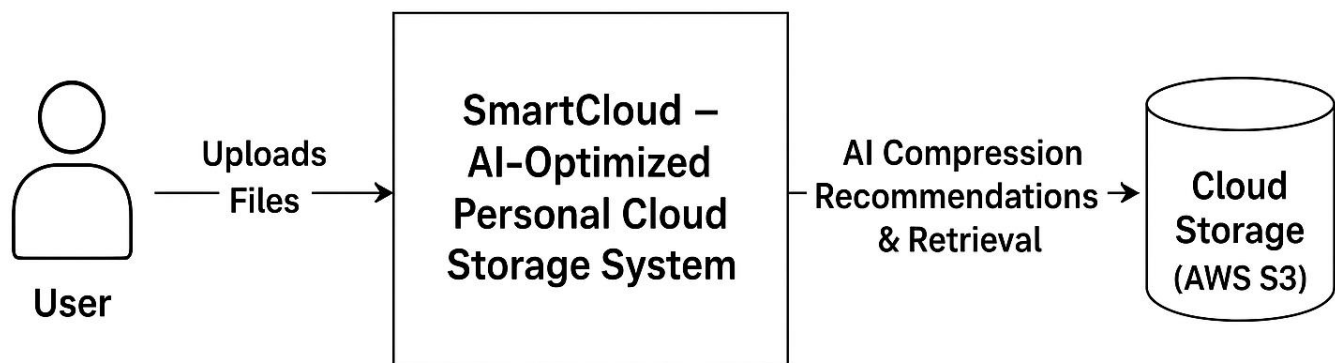 Uploads
Files
User
SmartCloud –
AI-Optimized
Personal Cloud
Storage System
AI Compression
Recommendations
& Retrieval
Cloud
Storage
(AWS S3)